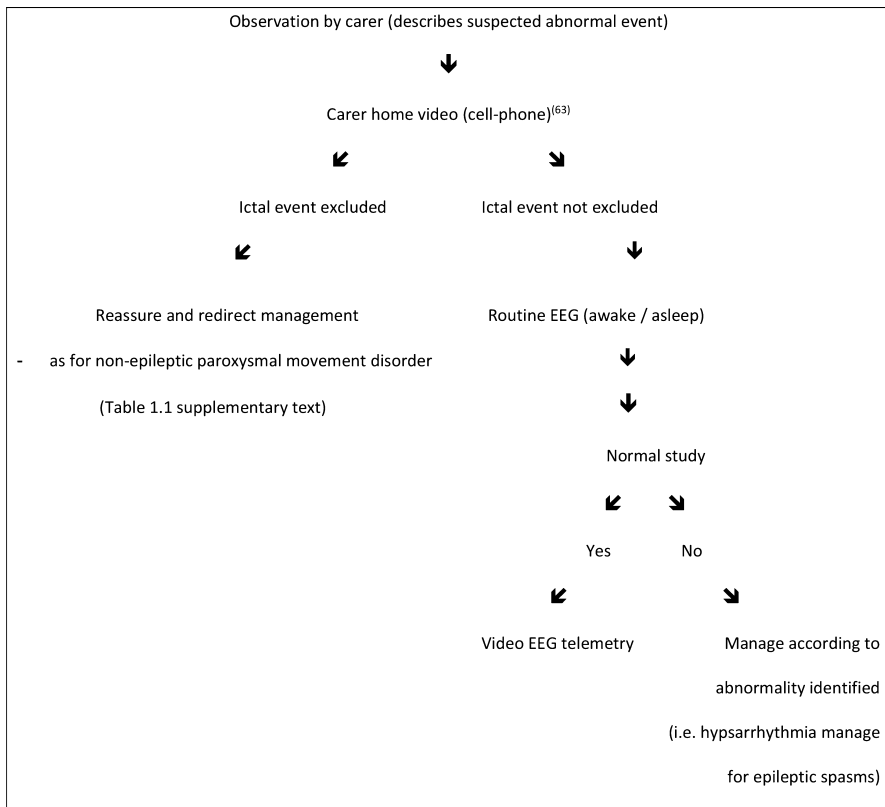 Observation by carer (describes suspected abnormal event)
Carer home video (cell-phone)(63)
Ictal event excluded
Ictal event not excluded
Reassure and redirect management
Routine EEG (awake / asleep)
- as for non-epileptic paroxysmal movement disorder
(Table 1.1 supplementary text)
Normal study
Yes
No
Video EEG telemetry
Manage according to
abnormality identified
(i.e. hypsarrhythmia manage
for epileptic spasms)